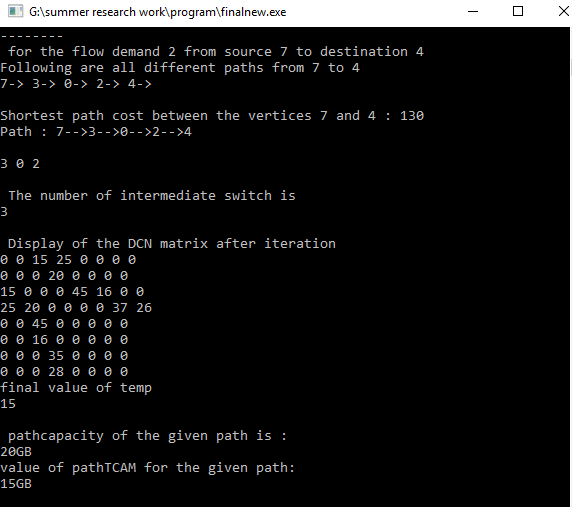 G:\summer research work\program\finalnew.exe
--------
for the flow demand 2 from source 7 to destination 4
Following are all different paths from 7 to 4
7-> 3-> 0-> 2-> 4->
Shortest path cost between the vertices 7 and 4 : 130
Path : 7-->3-->0-->2-->4
3 0 2
The number of intermediate switch is
3
Display of the DCN matrix after iteration
0 0 15 25 0 0 0 0
0 0 0 20 0 0 0 0
15 0 0 0 45 16 0 0
25 20 0 0 0 0 37 26
0 0 45 0 0 0 0 0
0 0 16 0 0 0 0 0
0 0 0 35 0 0 0 0
0 0 0 28 0 0 0 0
final value of temp
15
pathcapacity of the given path is :
20GB
value of pathTCAM for the given path:
15GB